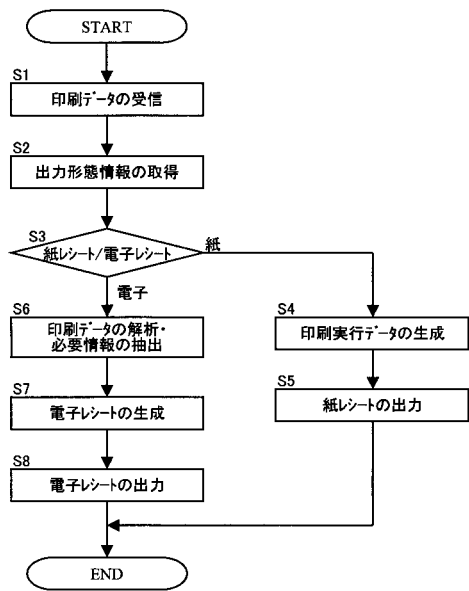 START
S1
印刷データの受信
S2
出力形態情報の取得
S3
紙レシート/電子レシート
紙
電子
S6
印刷データの解析・
必要情報の抽出
S4
印刷実行データの生成
S7
電子レシートの生成
S5
紙レシートの出力
S8
電子レシートの出力
END